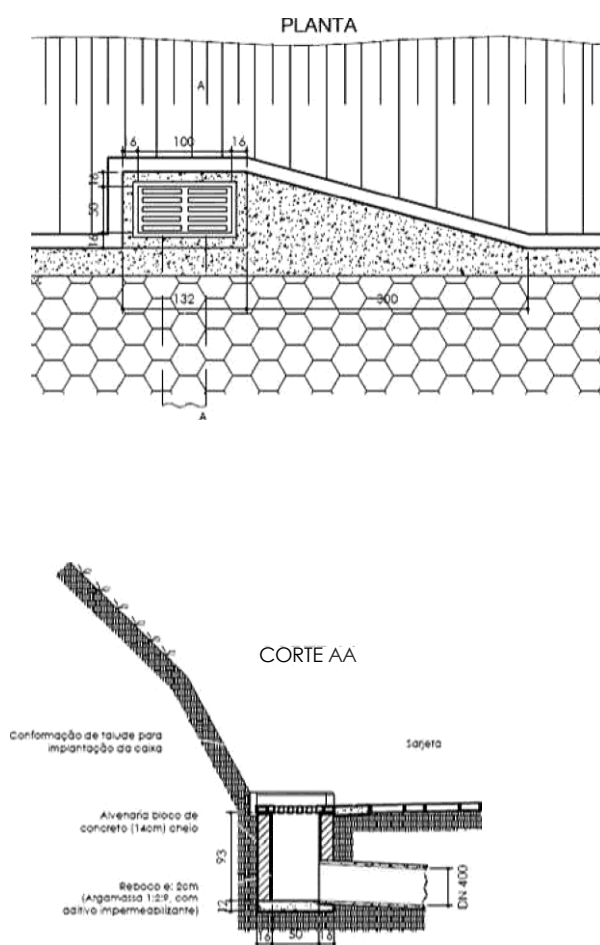 PLANTA
A
16
100
16
16
50
16
132
300
A
CORTE AA
Conformação de talude para
implantação da caixa
Sarjeta
Alvenaria bloco de
concreto (14cm) cheio
93
Reboco e: 2cm
(Argamassa 1:2:9, com
aditivo impermeabilizante)
12
DN 400
16
50
16